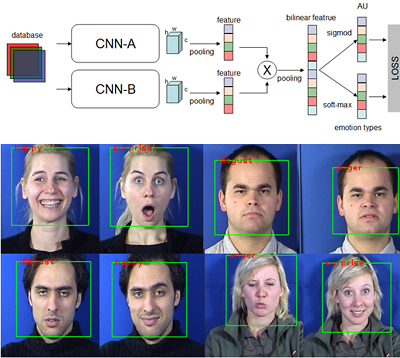 AU
bilinear featrue
database
CNN-A
h
w
c
pooling
feature
sigmod
X
pooling
LOSS
CNN-B
h
w
c
pooling
feature
soft-max
emotion types
happy
surprise
disgust
anger
disgust
happy
anger
surprise